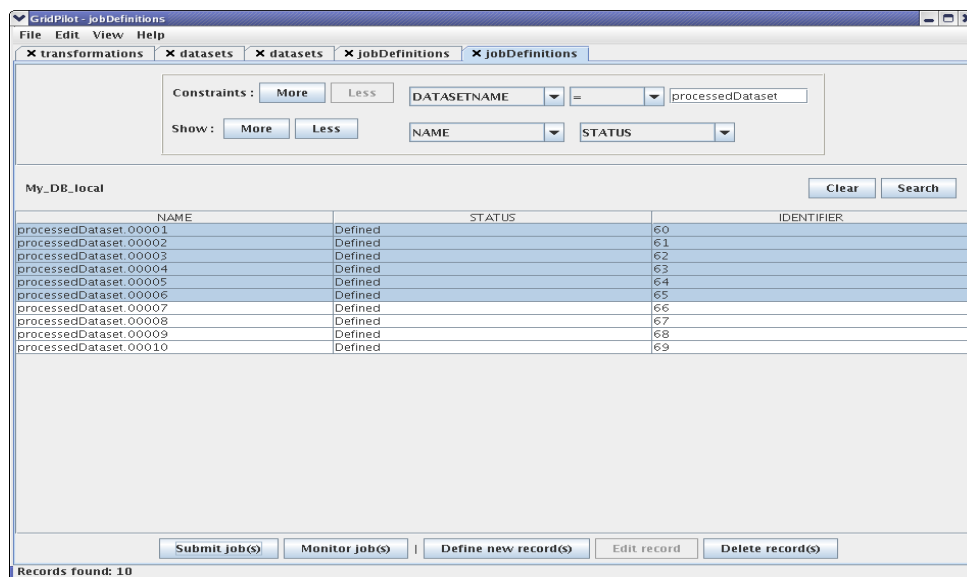 GridPilot - jobDefinitions
File Edit View Help
transformations datasets datasets jobDefinitions jobDefinitions
Constraints : More Less DATASETNAME = processedDataset
Show : More Less NAME STATUS
My_DB_local Clear Search
NAME STATUS IDENTIFIER
processedDataset.00001 Defined 60
processedDataset.00002 Defined 61
processedDataset.00003 Defined 62
processedDataset.00004 Defined 63
processedDataset.00005 Defined 64
processedDataset.00006 Defined 65
processedDataset.00007 Defined 66
processedDataset.00008 Defined 67
processedDataset.00009 Defined 68
processedDataset.00010 Defined 69
Submit job(s) Monitor job(s) | Define new record(s) Edit record Delete record(s)
Records found: 10